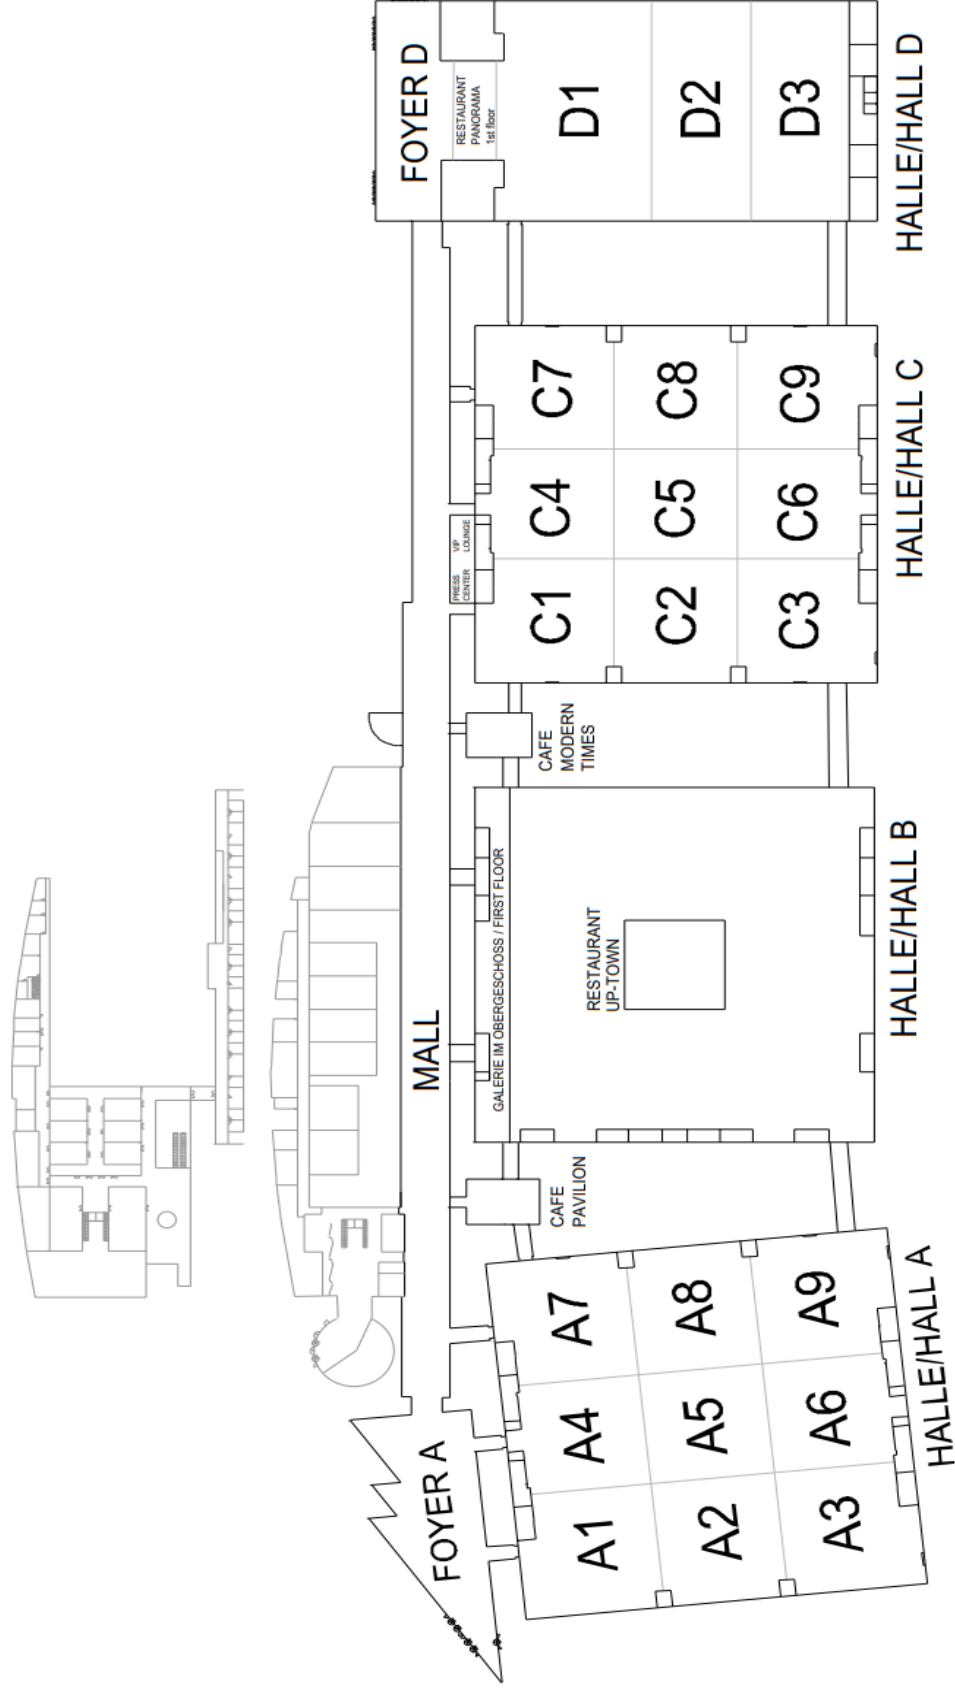 FOYER A
MALL
FOYER D
RESTAURANT
PANORAMA
1st floor
PRESS
CENTER
VIP
LOUNGE
GALERIE IM OBERGESCHOSS / FIRST FLOOR
CAFE
PAVILION
CAFE
MODERN
TIMES
RESTAURANT
UP-TOWN
A1
A4
A7
A2
A5
A8
A3
A6
A9
C1
C4
C7
C2
C5
C8
C3
C6
C9
D1
D2
D3
HALLE/HALL A
HALLE/HALL B
HALLE/HALL C
HALLE/HALL D